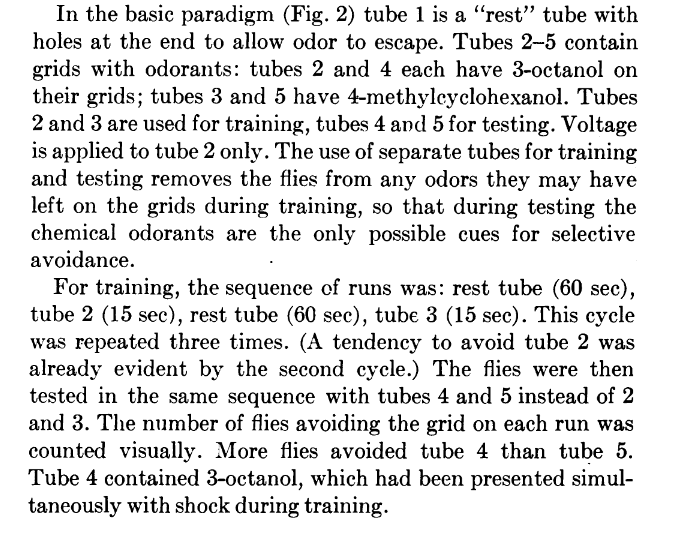 In the basic paradigm (Fig. 2) tube 1 is a “rest” tube with
holes at the end to allow odor to escape. Tubes 2–5 contain
grids with odorants: tubes 2 and 4 each have 3-octanol on
their grids; tubes 3 and 5 have 4-methylcyclohexanol. Tubes
2 and 3 are used for training, tubes 4 and 5 for testing. Voltage
is applied to tube 2 only. The use of separate tubes for training
and testing removes the flies from any odors they may have
left on the grids during training, so that during testing the
chemical odorants are the only possible cues for selective
avoidance.
For training, the sequence of runs was: rest tube (60 sec),
tube 2 (15 sec), rest tube (60 sec), tube 3 (15 sec). This cycle
was repeated three times. (A tendency to avoid tube 2 was
already evident by the second cycle.) The flies were then
tested in the same sequence with tubes 4 and 5 instead of 2
and 3. The number of flies avoiding the grid on each run was
counted visually. More flies avoided tube 4 than tube 5.
Tube 4 contained 3-octanol, which had been presented simul-
taneously with shock during training.